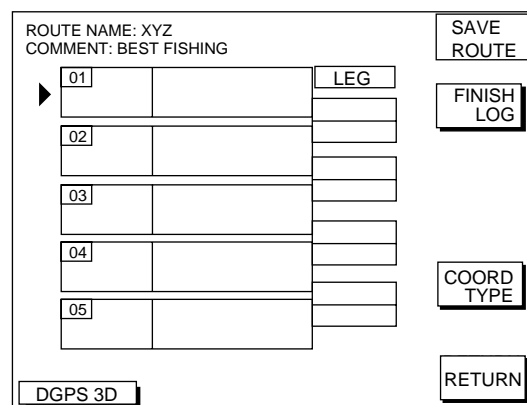 ROUTE NAME: XYZ
COMMENT: BEST FISHING
SAVE
ROUTE
01
LEG
FINISH
LOG
02
03
04
COORD
TYPE
05
RETURN
DGPS 3D